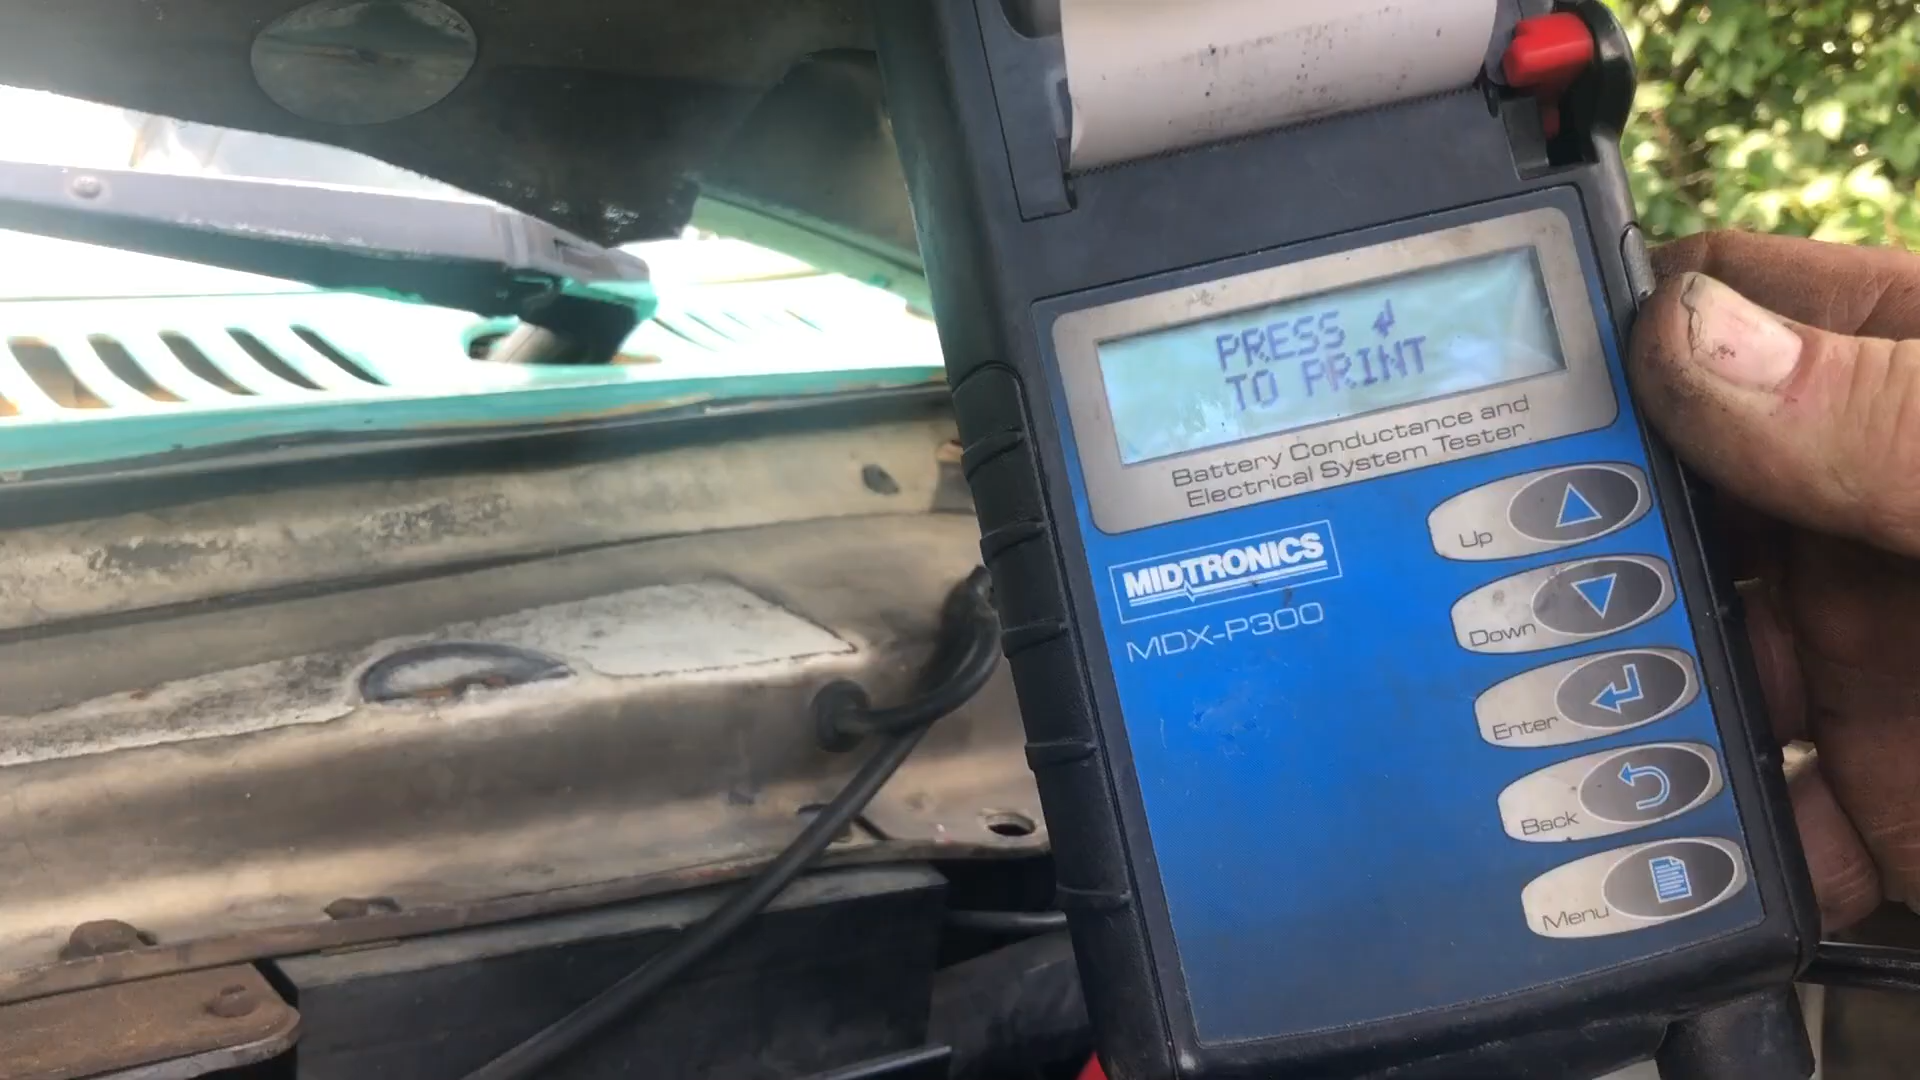 PRESS ↲
TO PRINT
Battery Conductance and
Electrical System Tester
MIDTRONICS
MDX-P300
Up
Down
Enter
Back
Menu